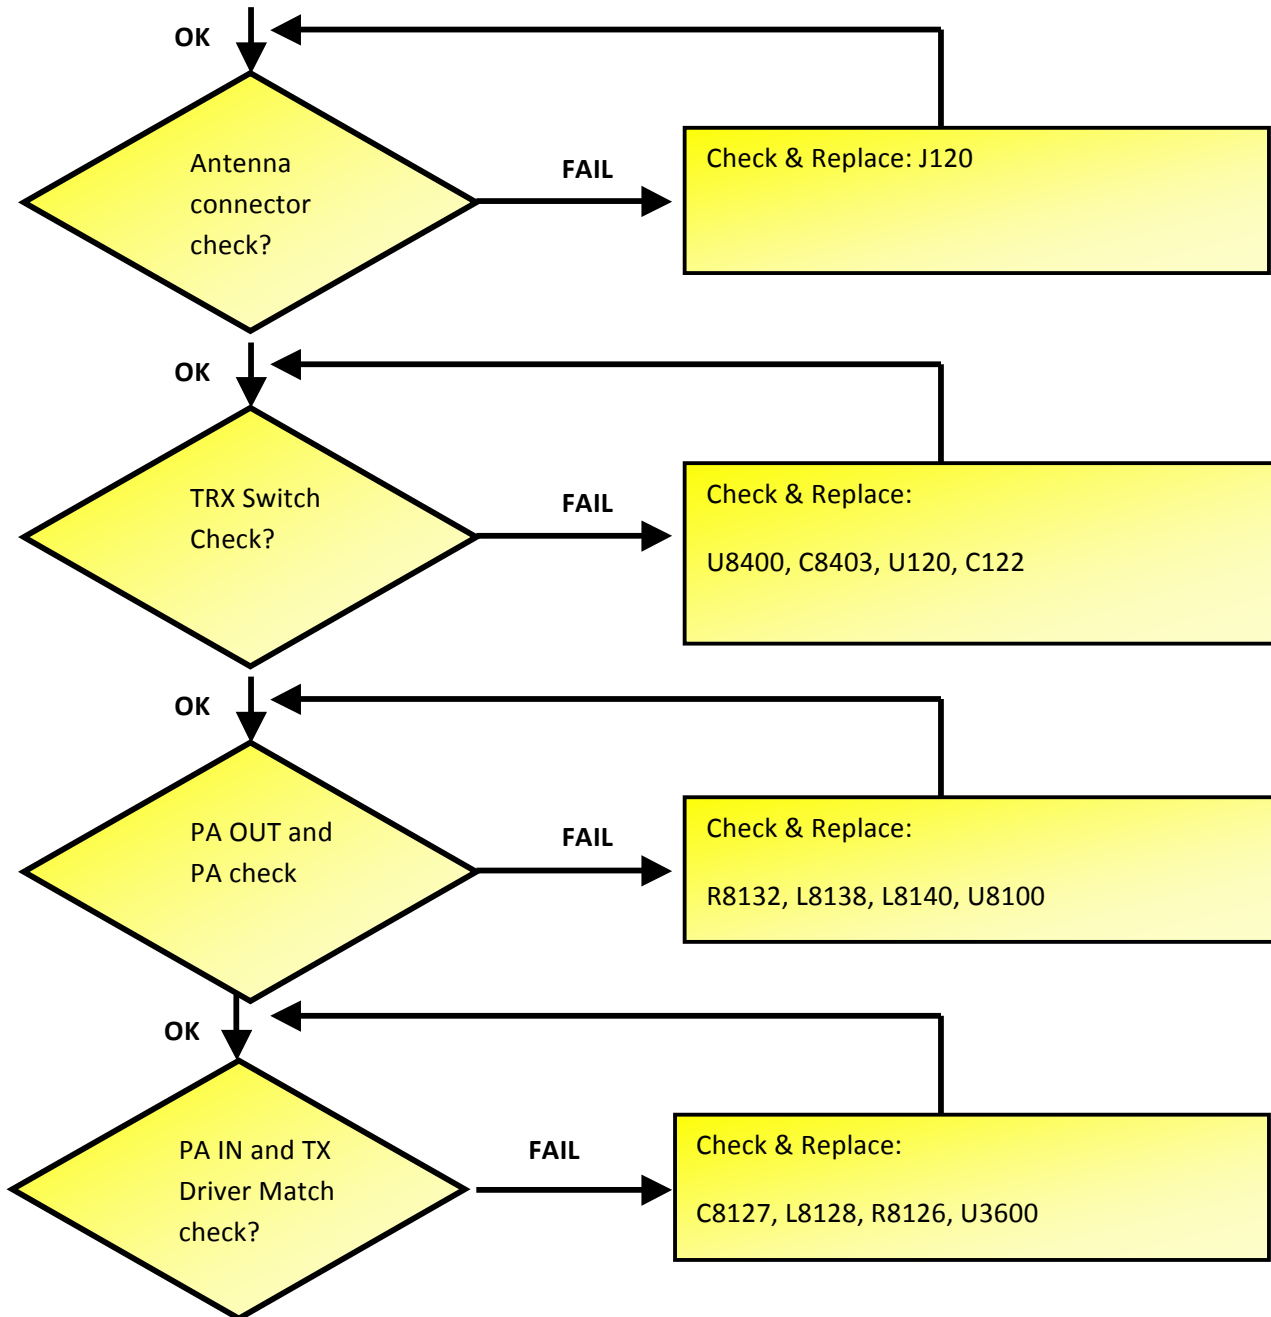 OK
Antenna
connector
check?
FAIL
Check & Replace: J120
OK
TRX Switch
Check?
FAIL
Check & Replace:
U8400, C8403, U120, C122
OK
PA OUT and
PA check
FAIL
Check & Replace:
R8132, L8138, L8140, U8100
OK
PA IN and TX
Driver Match
check?
FAIL
Check & Replace:
C8127, L8128, R8126, U3600